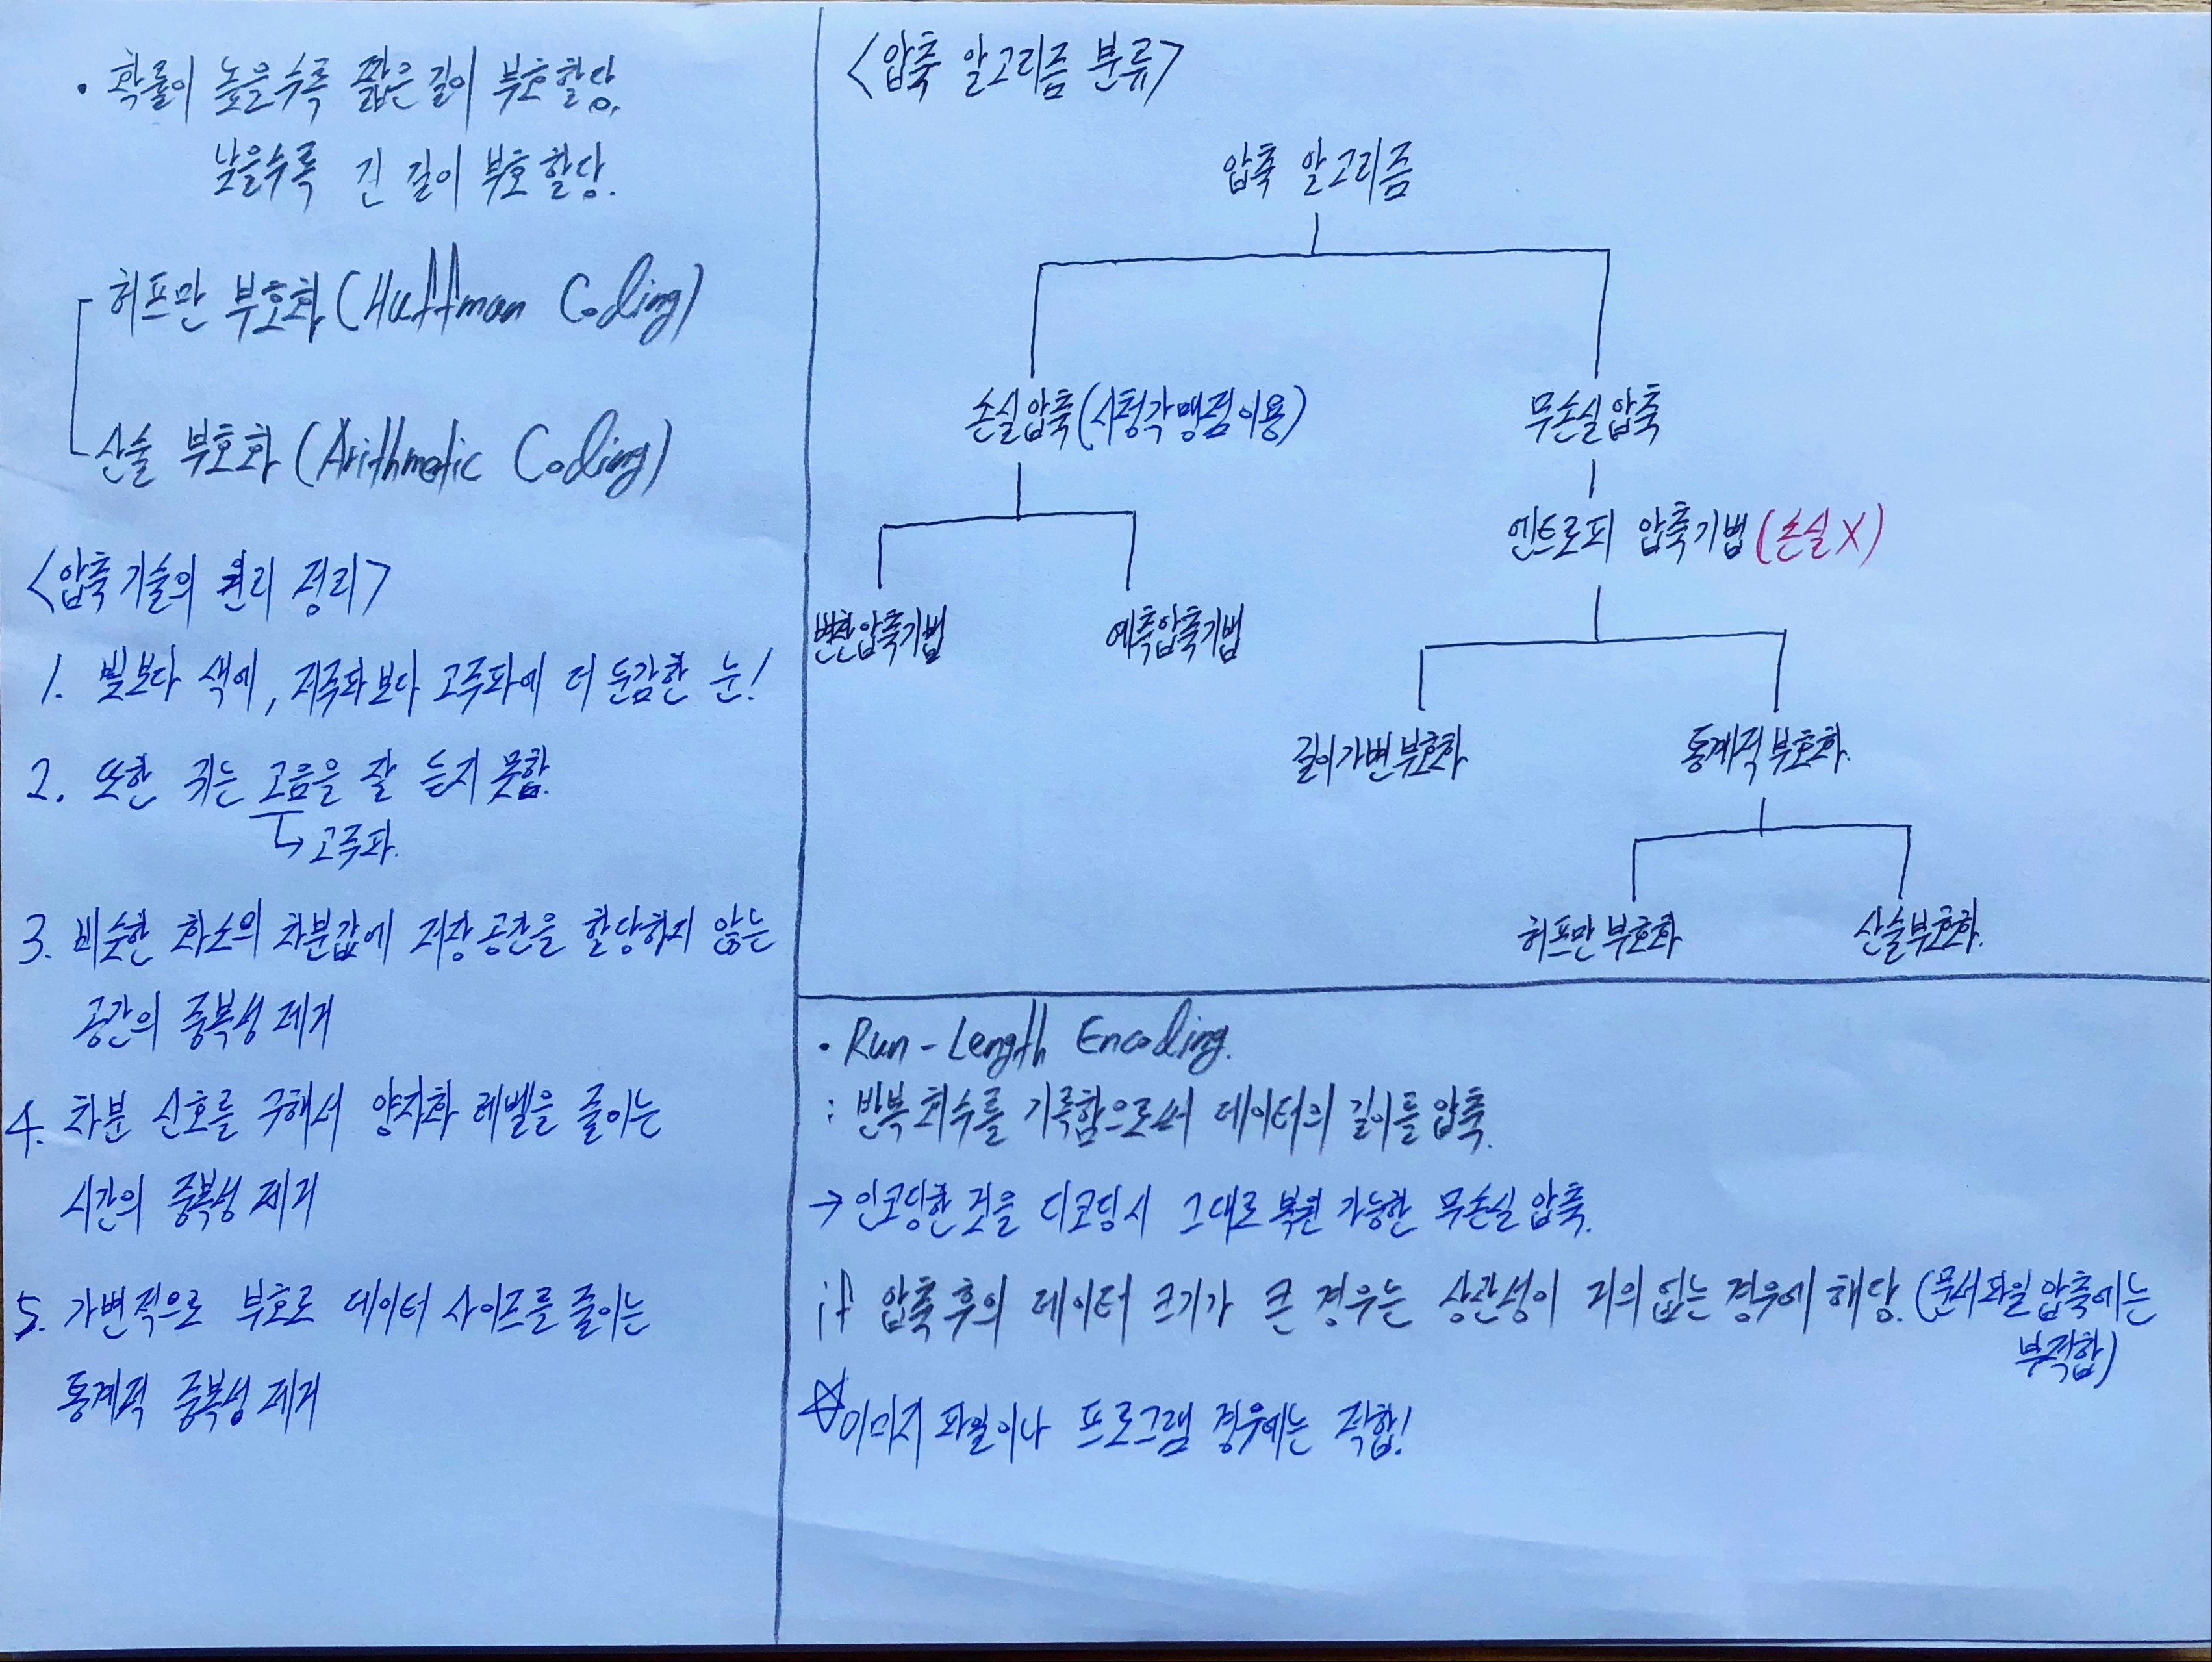 • 확률이 높을수록 짧은 길이 부호할당,
낮을수록 긴 길이 부호할당.
허프만 부호화 (Huffman Coding)
산술 부호화 (Arithmetic Coding)
<압축기술의 원리 정리>
1. 빛보다 색에, 저주파보다 고주파에 더 둔감한 눈!
2. 또한 귀는 고음을 잘 듣지 못함.
↳ 고주파.
3. 비슷한 화소의 차분값에 저장공간을 할당하지 않는
공간의 중복성 제거
4. 차분 신호를 구해서 양자화 레벨을 줄이는
시간의 중복성 제거
5. 가변적으로 부호로 데이터 사이즈를 줄이는
통계적 중복성 제거
<압축 알고리즘 분류>
압축 알고리즘
손실압축 (시청각맹점이용)
무손실압축
엔트로피 압축기법 (손실 X)
변환압축기법
예측압축기법
길이가변부호화
통계적부호화.
허프만부호화
산술부호화.
• Run-Length Encoding.
: 반복 회수를 기록함으로써 데이터의 길이를 압축.
→ 인코딩한 것을 디코딩시 그대로 복원 가능한 무손실 압축.
if 압축후의 데이터 크기가 큰 경우는 상관성이 거의 없는 경우에 해당. (문서파일 압축에는
부적합)
☆이미지 파일이나 프로그램 경우에는 적합!